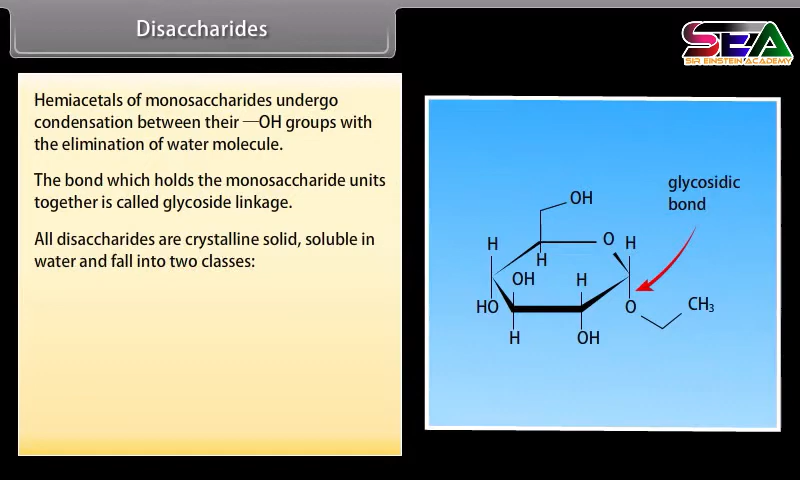 Disaccharides
SEA
SIR EINSTEIN ACADEMY
Hemiacetals of monosaccharides undergo
condensation between their —OH groups with
the elimination of water molecule.
The bond which holds the monosaccharide units
together is called glycoside linkage.
All disaccharides are crystalline solid, soluble in
water and fall into two classes:
glycosidic
bond
OH
H
O
H
H
OH
H
HO
O
CH₃
H
OH